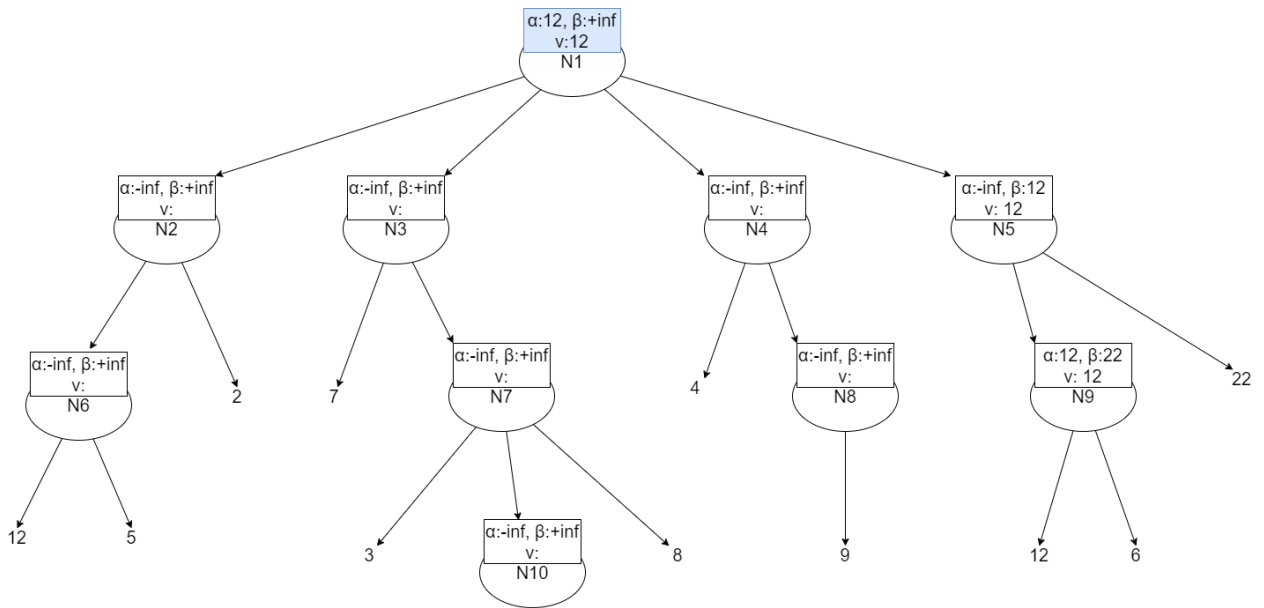 α:12, β:+inf
v:12
N1
α:-inf, β:+inf
v:
N2
α:-inf, β:+inf
v:
N3
α:-inf, β:+inf
v:
N4
α:-inf, β:12
v: 12
N5
α:-inf, β:+inf
v:
N6
2
7
α:-inf, β:+inf
v:
N7
4
α:-inf, β:+inf
v:
N8
α:12, β:22
v: 12
N9
22
12
5
3
α:-inf, β:+inf
v:
N10
8
9
12
6